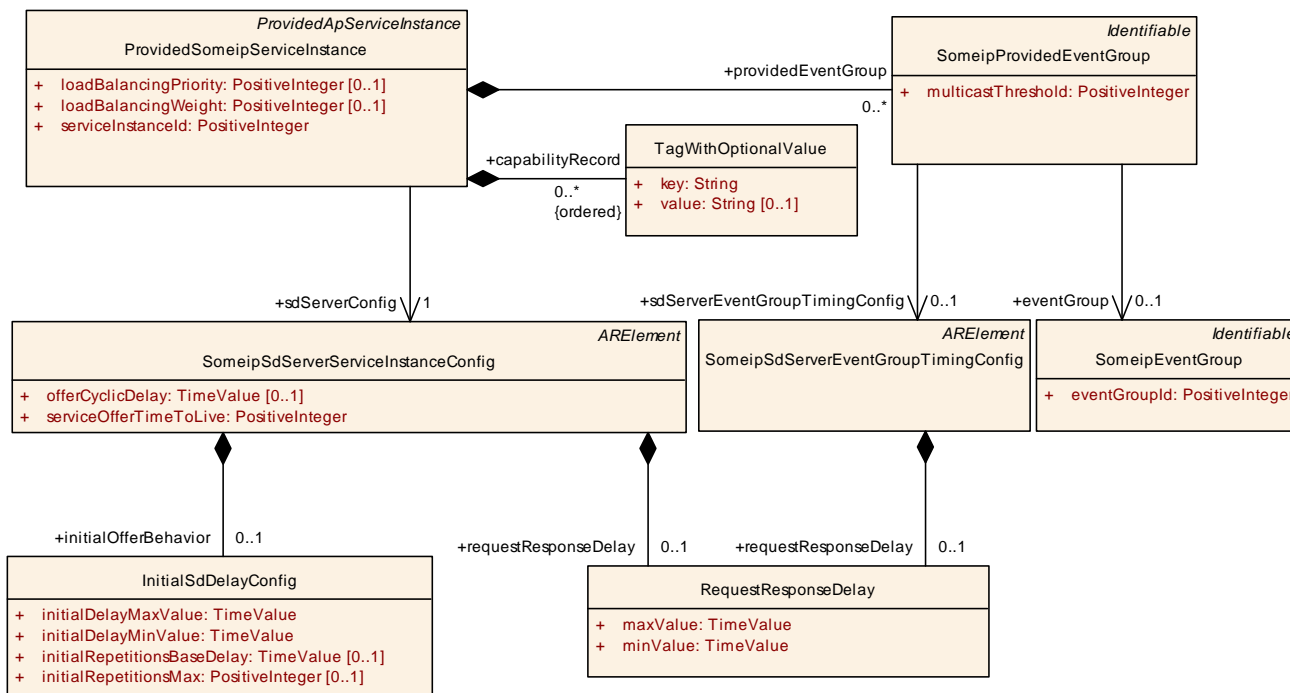 ProvidedApServiceInstance
ProvidedSomeipServiceInstance
+ loadBalancingPriority: PositiveInteger [0..1]
+ loadBalancingWeight: PositiveInteger [0..1]
+ serviceInstanceId: PositiveInteger
Identifiable
SomeipProvidedEventGroup
+ multicastThreshold: PositiveInteger
+providedEventGroup
0..*
+capabilityRecord
0..*
{ordered}
TagWithOptionalValue
+ key: String
+ value: String [0..1]
+sdServerConfig
1
+sdServerEventGroupTimingConfig
0..1
+eventGroup
0..1
ARElement
SomeipSdServerServiceInstanceConfig
+ offerCyclicDelay: TimeValue [0..1]
+ serviceOfferTimeToLive: PositiveInteger
ARElement
SomeipSdServerEventGroupTimingConfig
Identifiable
SomeipEventGroup
+ eventGroupId: PositiveInteger
+initialOfferBehavior
0..1
+requestResponseDelay
0..1
+requestResponseDelay
0..1
InitialSdDelayConfig
+ initialDelayMaxValue: TimeValue
+ initialDelayMinValue: TimeValue
+ initialRepetitionsBaseDelay: TimeValue [0..1]
+ initialRepetitionsMax: PositiveInteger [0..1]
RequestResponseDelay
+ maxValue: TimeValue
+ minValue: TimeValue